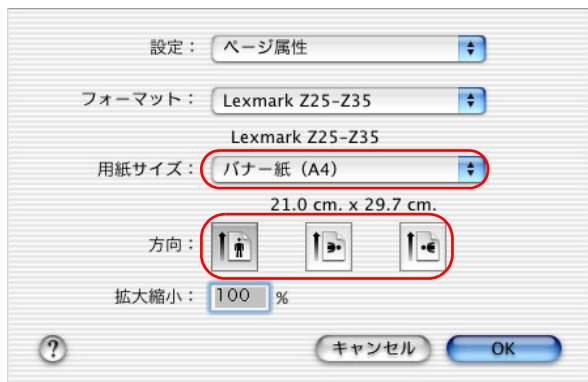 設定： ページ属性
フォーマット： Lexmark Z25-Z35
Lexmark Z25-Z35
用紙サイズ： バナー紙（A4）
21.0 cm. x 29.7 cm.
方向：
拡大縮小： 100 %
? キャンセル OK